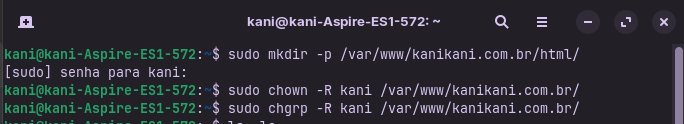 kani@kani-Aspire-ES1-572: ~
kani@kani-Aspire-ES1-572:~$ sudo mkdir -p /var/www/kanikani.com.br/html/
[sudo] senha para kani:
kani@kani-Aspire-ES1-572:~$ sudo chown -R kani /var/www/kanikani.com.br/
kani@kani-Aspire-ES1-572:~$ sudo chgrp -R kani /var/www/kanikani.com.br/